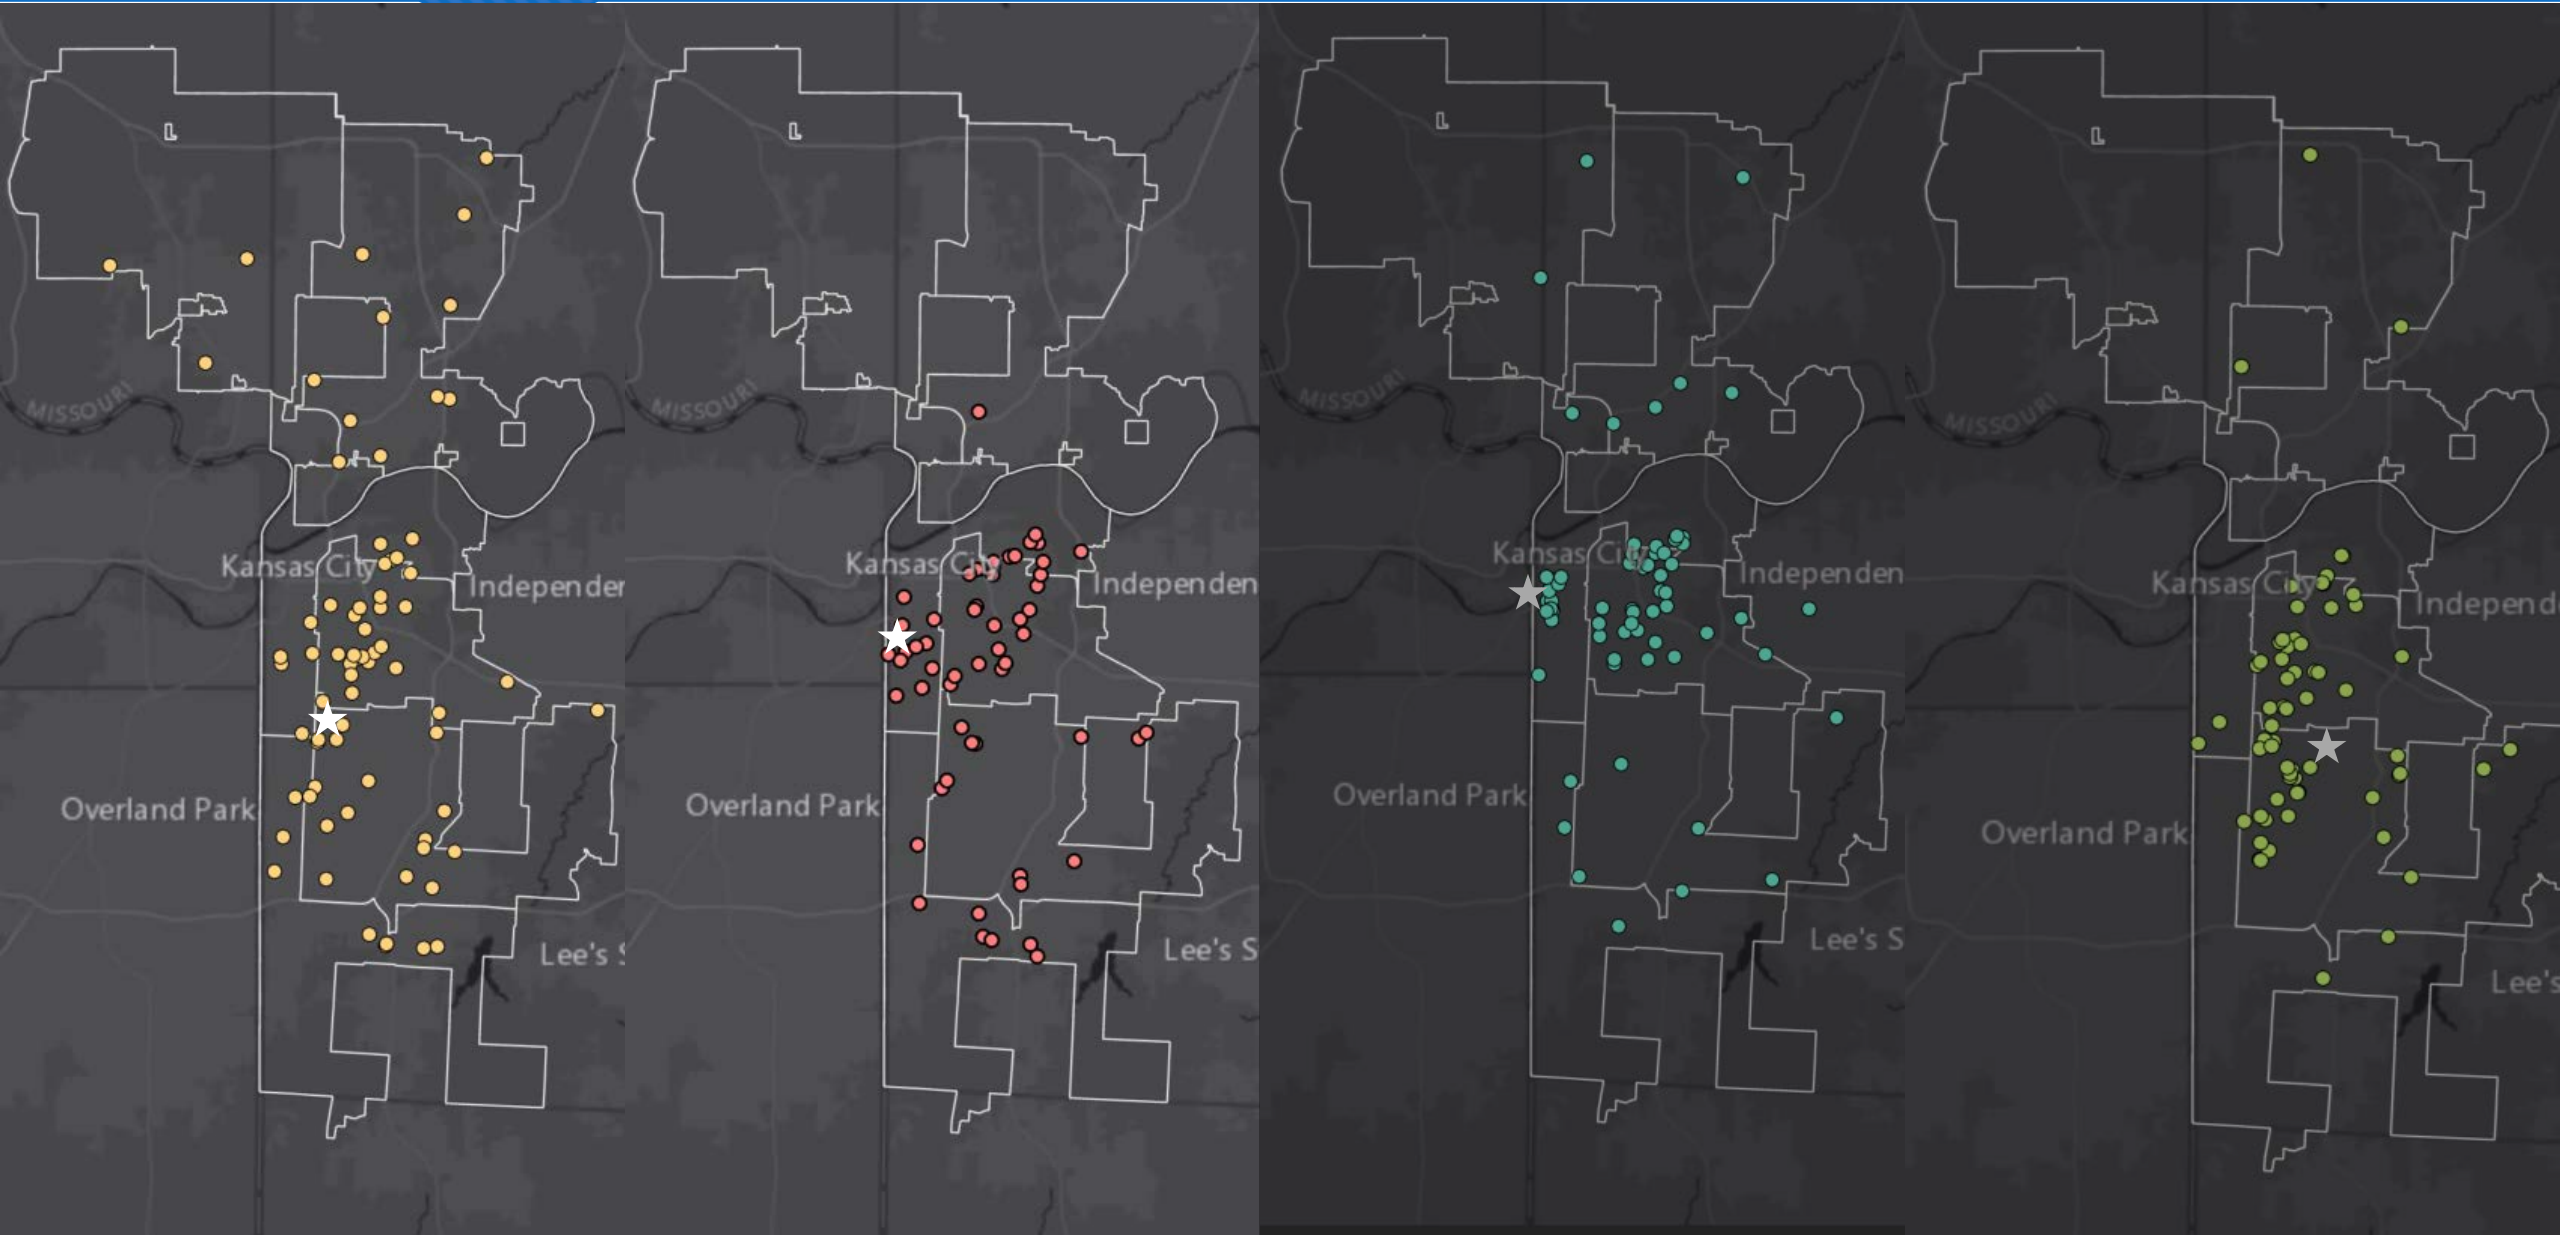 MISSOURI
Kansas City
Independen
Overland Park
Lee's S
MISSOURI
Kansas City
Independen
Overland Park
Lee's S
MISSOURI
Kansas City
Independen
Overland Park
Lee's S
MISSOURI
Kansas City
Independ
Overland Park
Lee's